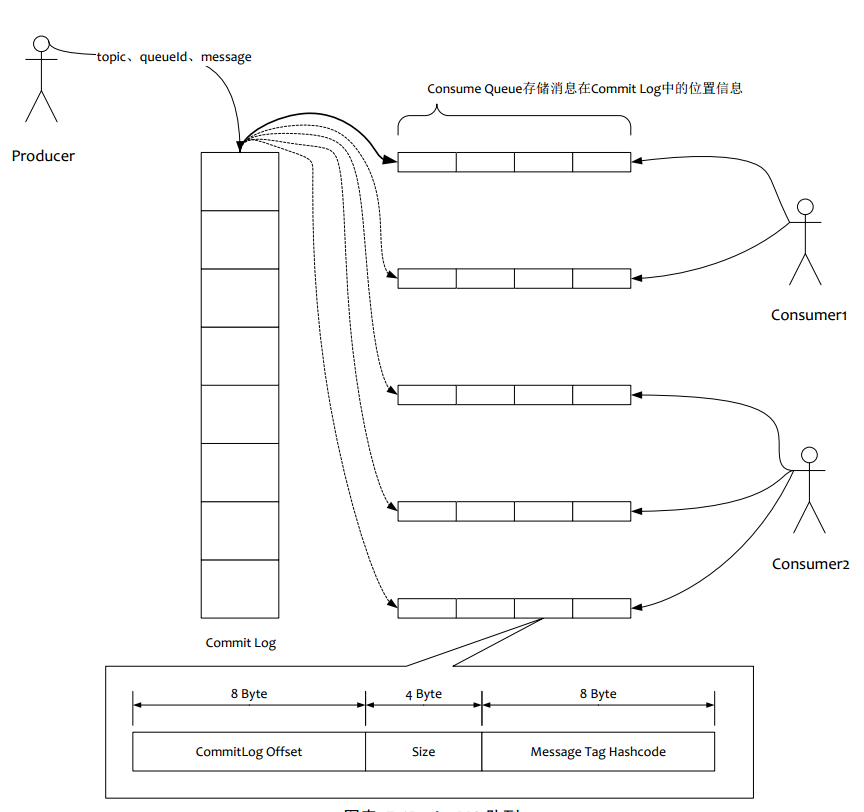 topic、queueId、message
Producer
Consume Queue存储消息在Commit Log中的位置信息
Consumer1
Consumer2
Commit Log
8 Byte
4 Byte
8 Byte
CommitLog Offset
Size
Message Tag Hashcode